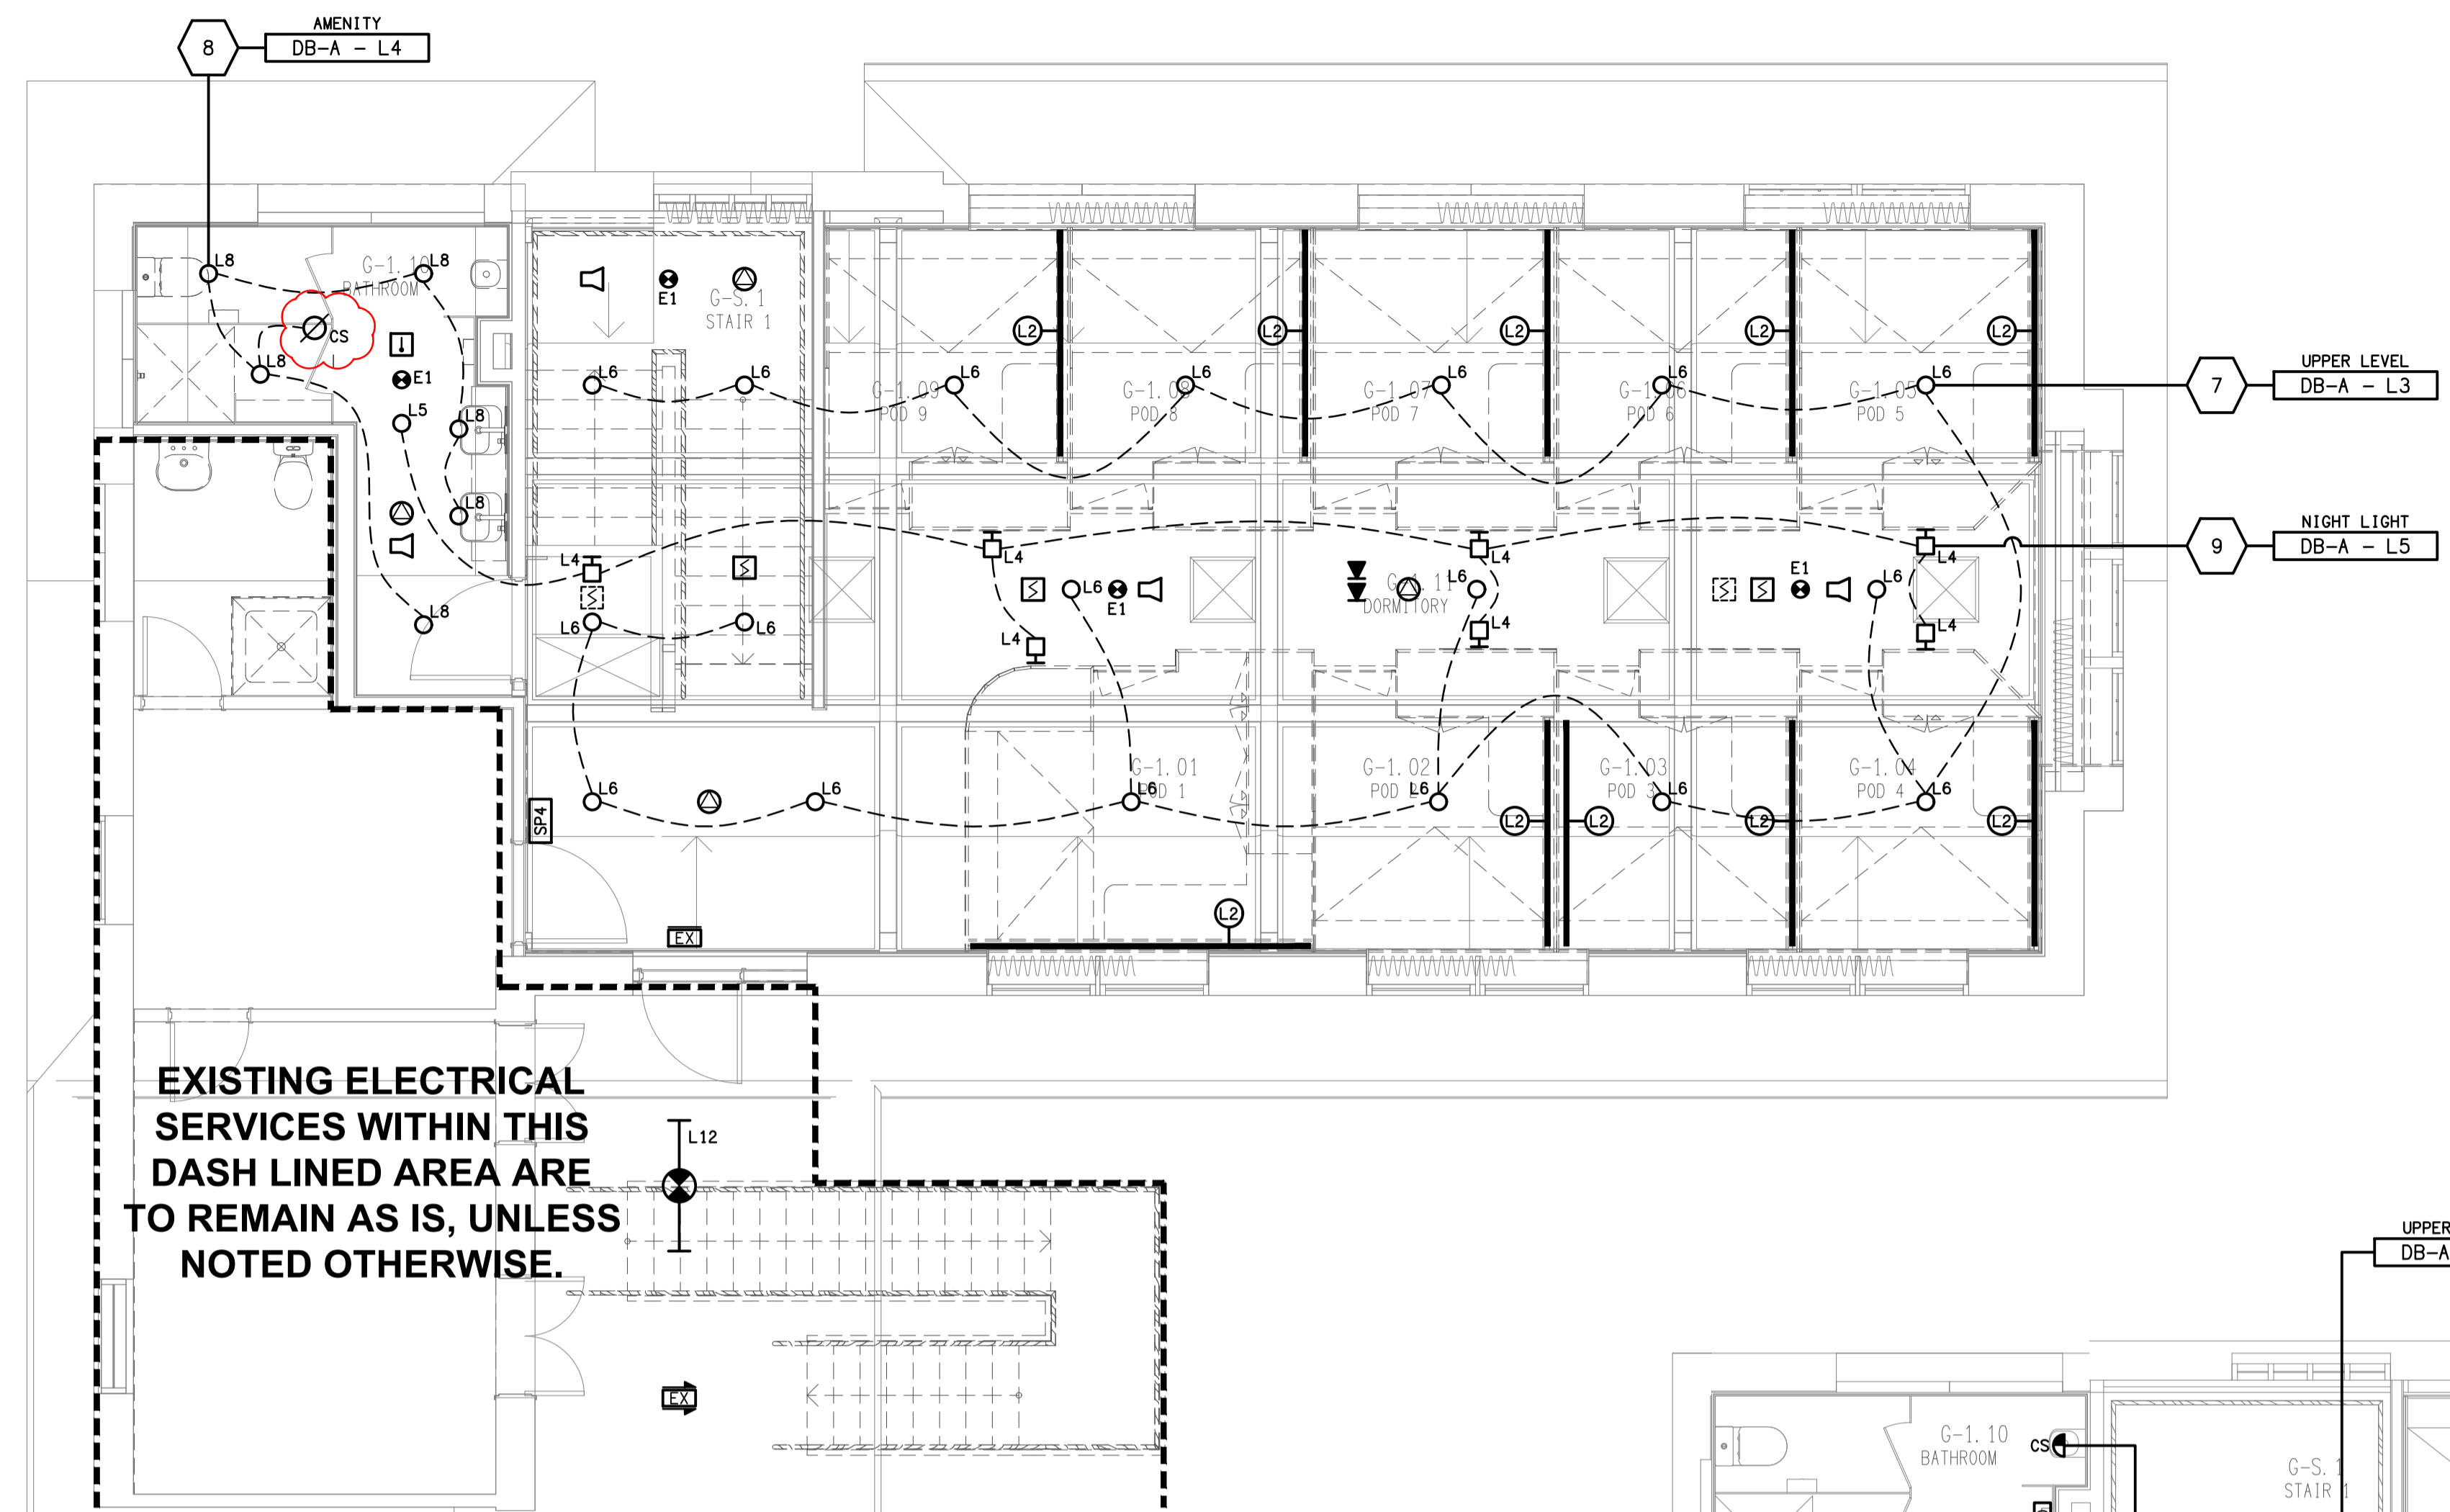 AMENITY
8
DB-A - L4
L8
L8
G-1.10
BATHROOM
CS
L8
E1
L5
L8
L8
L8
E1
G-S.1
STAIR 1
L2
L2
L2
L2
L2
L6
L6
L6
L6
L6
L6
L6
G-1.09
POD 9
G-1.08
POD 8
G-1.07
POD 7
G-1.06
POD 6
G-1.05
POD 5
UPPER LEVEL
7
DB-A - L3
NIGHT LIGHT
9
DB-A - L5
L4
L4
L4
L4
L6
E1
G-1.11
DORMITORY
L6
E1
L6
L6
L6
L4
L4
L4
G-1.01
POD 1
G-1.02
POD 2
G-1.03
POD 3
G-1.04
POD 4
L6
L6
L6
L6
L6
L6
SP4
L2
L2
L2
L2
L2
EX
EXISTING ELECTRICAL
SERVICES WITHIN THIS
DASH LINED AREA ARE
TO REMAIN AS IS, UNLESS
NOTED OTHERWISE.
L12
EX
UPPER
DB-A
G-1.10
BATHROOM
CS
G-S.1
STAIR 1